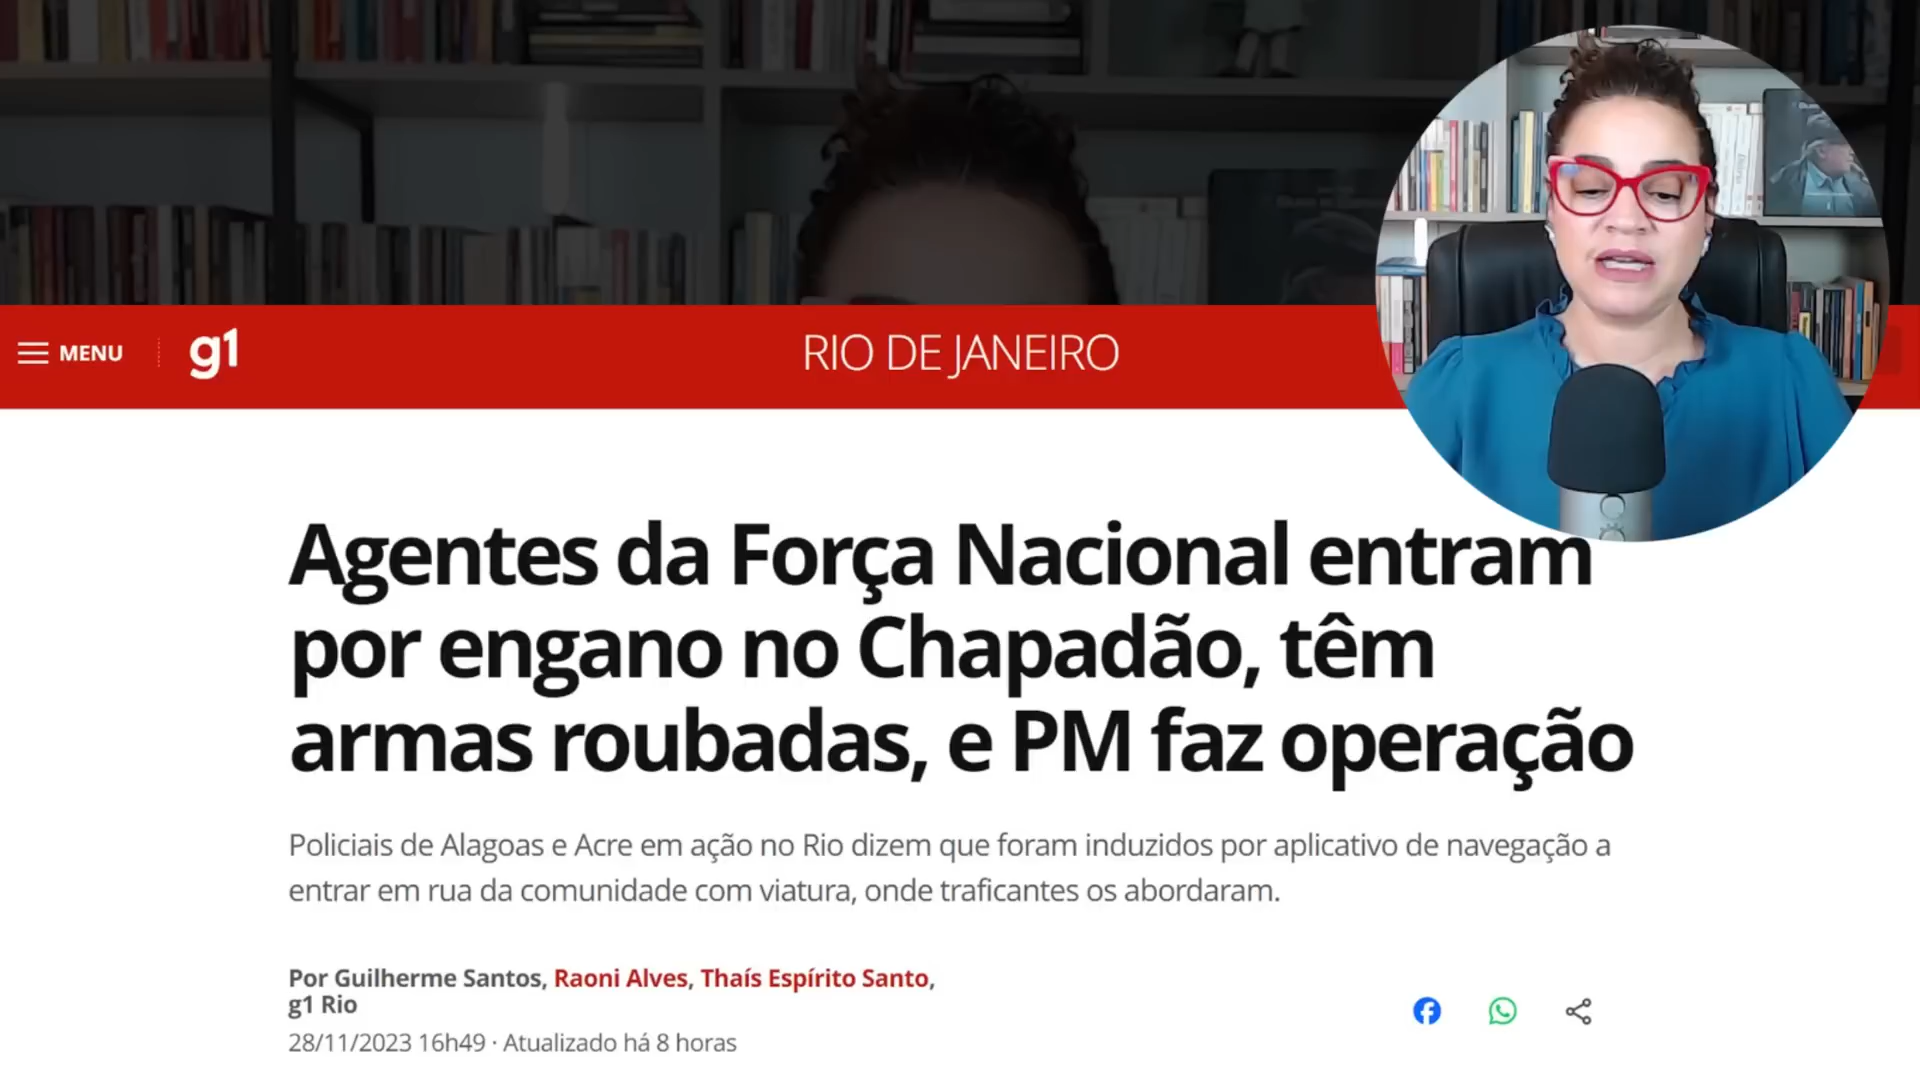 MENU
g1
RIO DE JANEIRO
Agentes da Força Nacional entram
por engano no Chapadão, têm
armas roubadas, e PM faz operação
Policiais de Alagoas e Acre em ação no Rio dizem que foram induzidos por aplicativo de navegação a
entrar em rua da comunidade com viatura, onde traficantes os abordaram.
Por Guilherme Santos, Raoni Alves, Thaís Espírito Santo,
g1 Rio
28/11/2023 16h49 · Atualizado há 8 horas